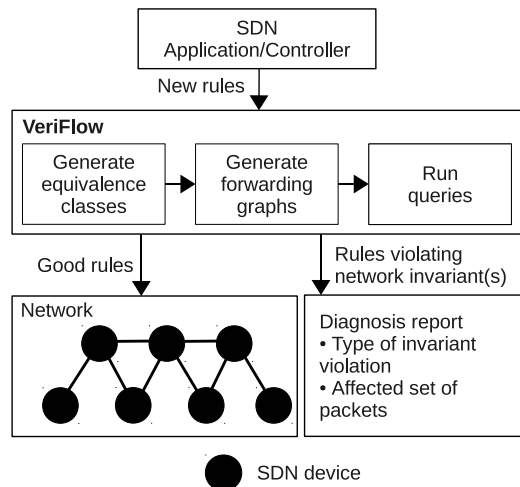 SDN
Application/Controller
New rules
VeriFlow
Generate
equivalence
classes
Generate
forwarding
graphs
Run
queries
Good rules
Rules violating
network invariant(s)
Network
Diagnosis report
• Type of invariant
violation
• Affected set of
packets
SDN device